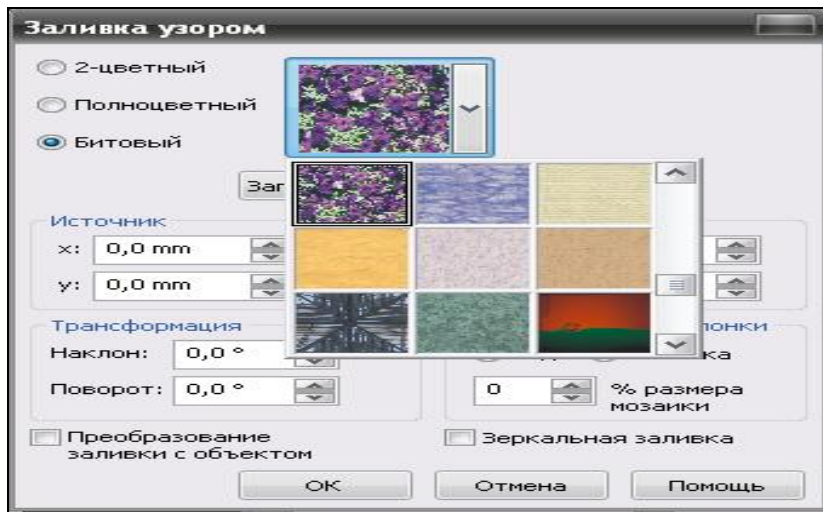 Заливка узором
2-цветный
Полноцветный
Битовый
Источник
x: 0,0 mm
y: 0,0 mm
Трансформация
Наклон: 0,0 °
Поворот: 0,0 °
0 % размера
мозаики
Преобразование
заливки с объектом
Зеркальная заливка
OK Отмена Помощь